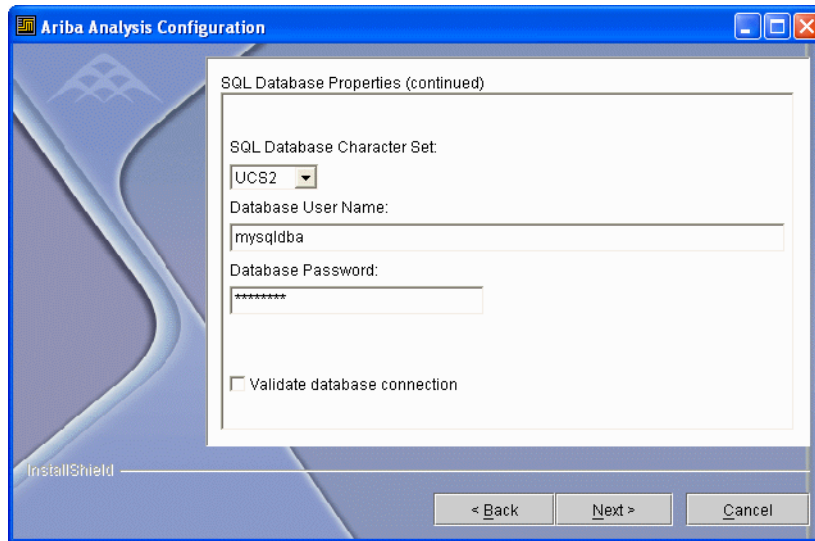 Ariba Analysis Configuration
SQL Database Properties (continued)
SQL Database Character Set:
UCS2
Database User Name:
mysqldba
Database Password:
********
Validate database connection
InstallShield
< Back
Next >
Cancel